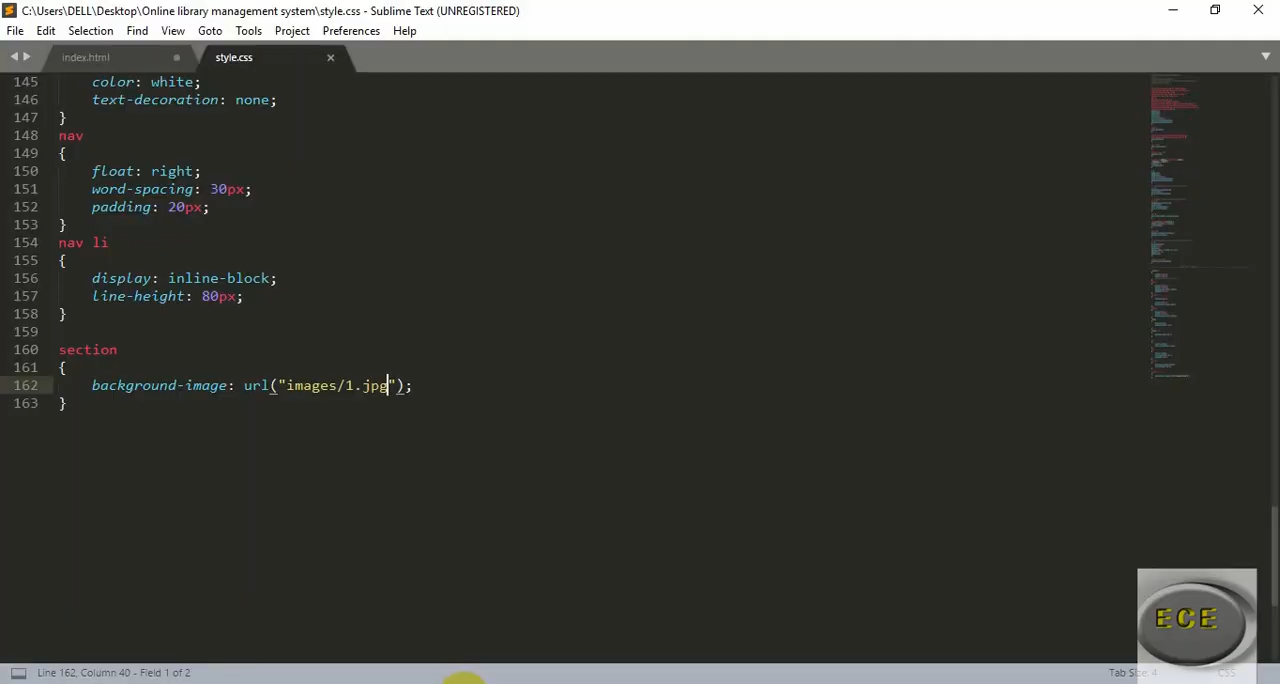 C:\Users\DELL\Desktop\Online library management system\style.css - Sublime Text (UNREGISTERED)
File Edit Selection Find View Goto Tools Project Preferences Help
index.html style.css
145 color: white;
146 text-decoration: none;
147 }
148 nav
149 {
150 float: right;
151 word-spacing: 30px;
152 padding: 20px;
153 }
154 nav li
155 {
156 display: inline-block;
157 line-height: 80px;
158 }
159
160 section
161 {
162 background-image: url("images/1.jpg");
163 }
ECE
Line 162, Column 40 - Field 1 of 2 Tab Size: 4 CSS